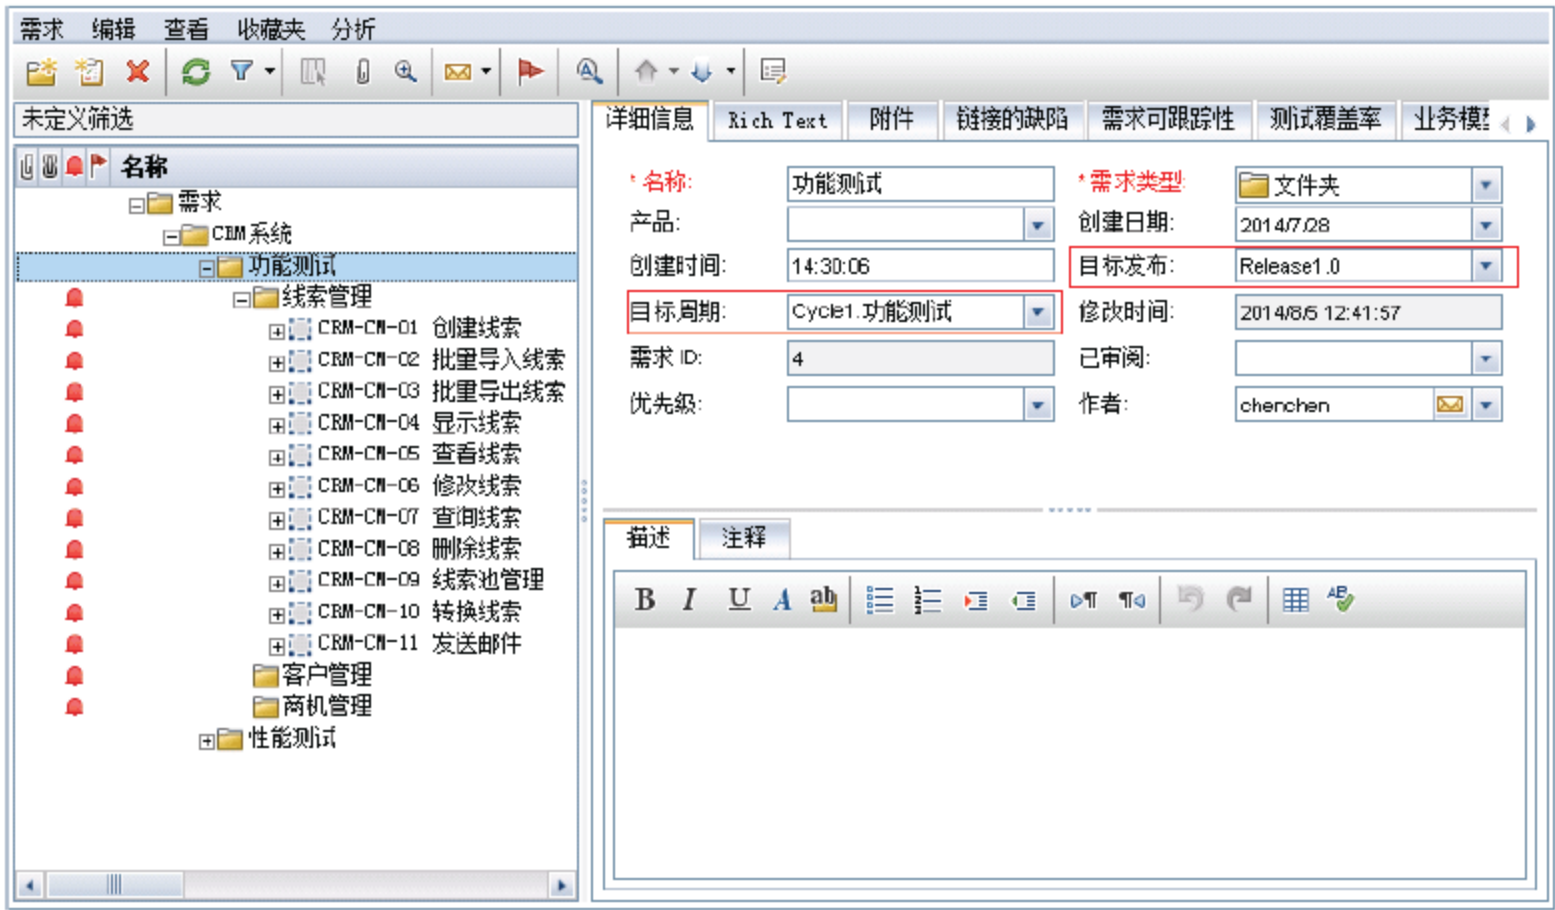 需求 编辑 查看 收藏夹 分析
未定义筛选
名称
需求
CBM系统
功能测试
线索管理
CRM-CN-01 创建线索
CRM-CN-02 批量导入线索
CRM-CN-03 批量导出线索
CRM-CN-04 显示线索
CRM-CN-05 查看线索
CRM-CN-06 修改线索
CRM-CN-07 查询线索
CRM-CN-08 删除线索
CRM-CN-09 线索池管理
CRM-CN-10 转换线索
CRM-CN-11 发送邮件
客户管理
商机管理
性能测试
详细信息 Rich Text 附件 链接的缺陷 需求可跟踪性 测试覆盖率 业务模
* 名称: 功能测试 * 需求类型: 文件夹
产品: 创建日期: 2014/7/28
创建时间: 14:30:06 目标发布: Release1.0
目标周期: Cycle1.功能测试 修改时间: 2014/8/5 12:41:57
需求 ID: 4 已审阅:
优先级: 作者: chenchen
描述 注释
B I U A ab ABC